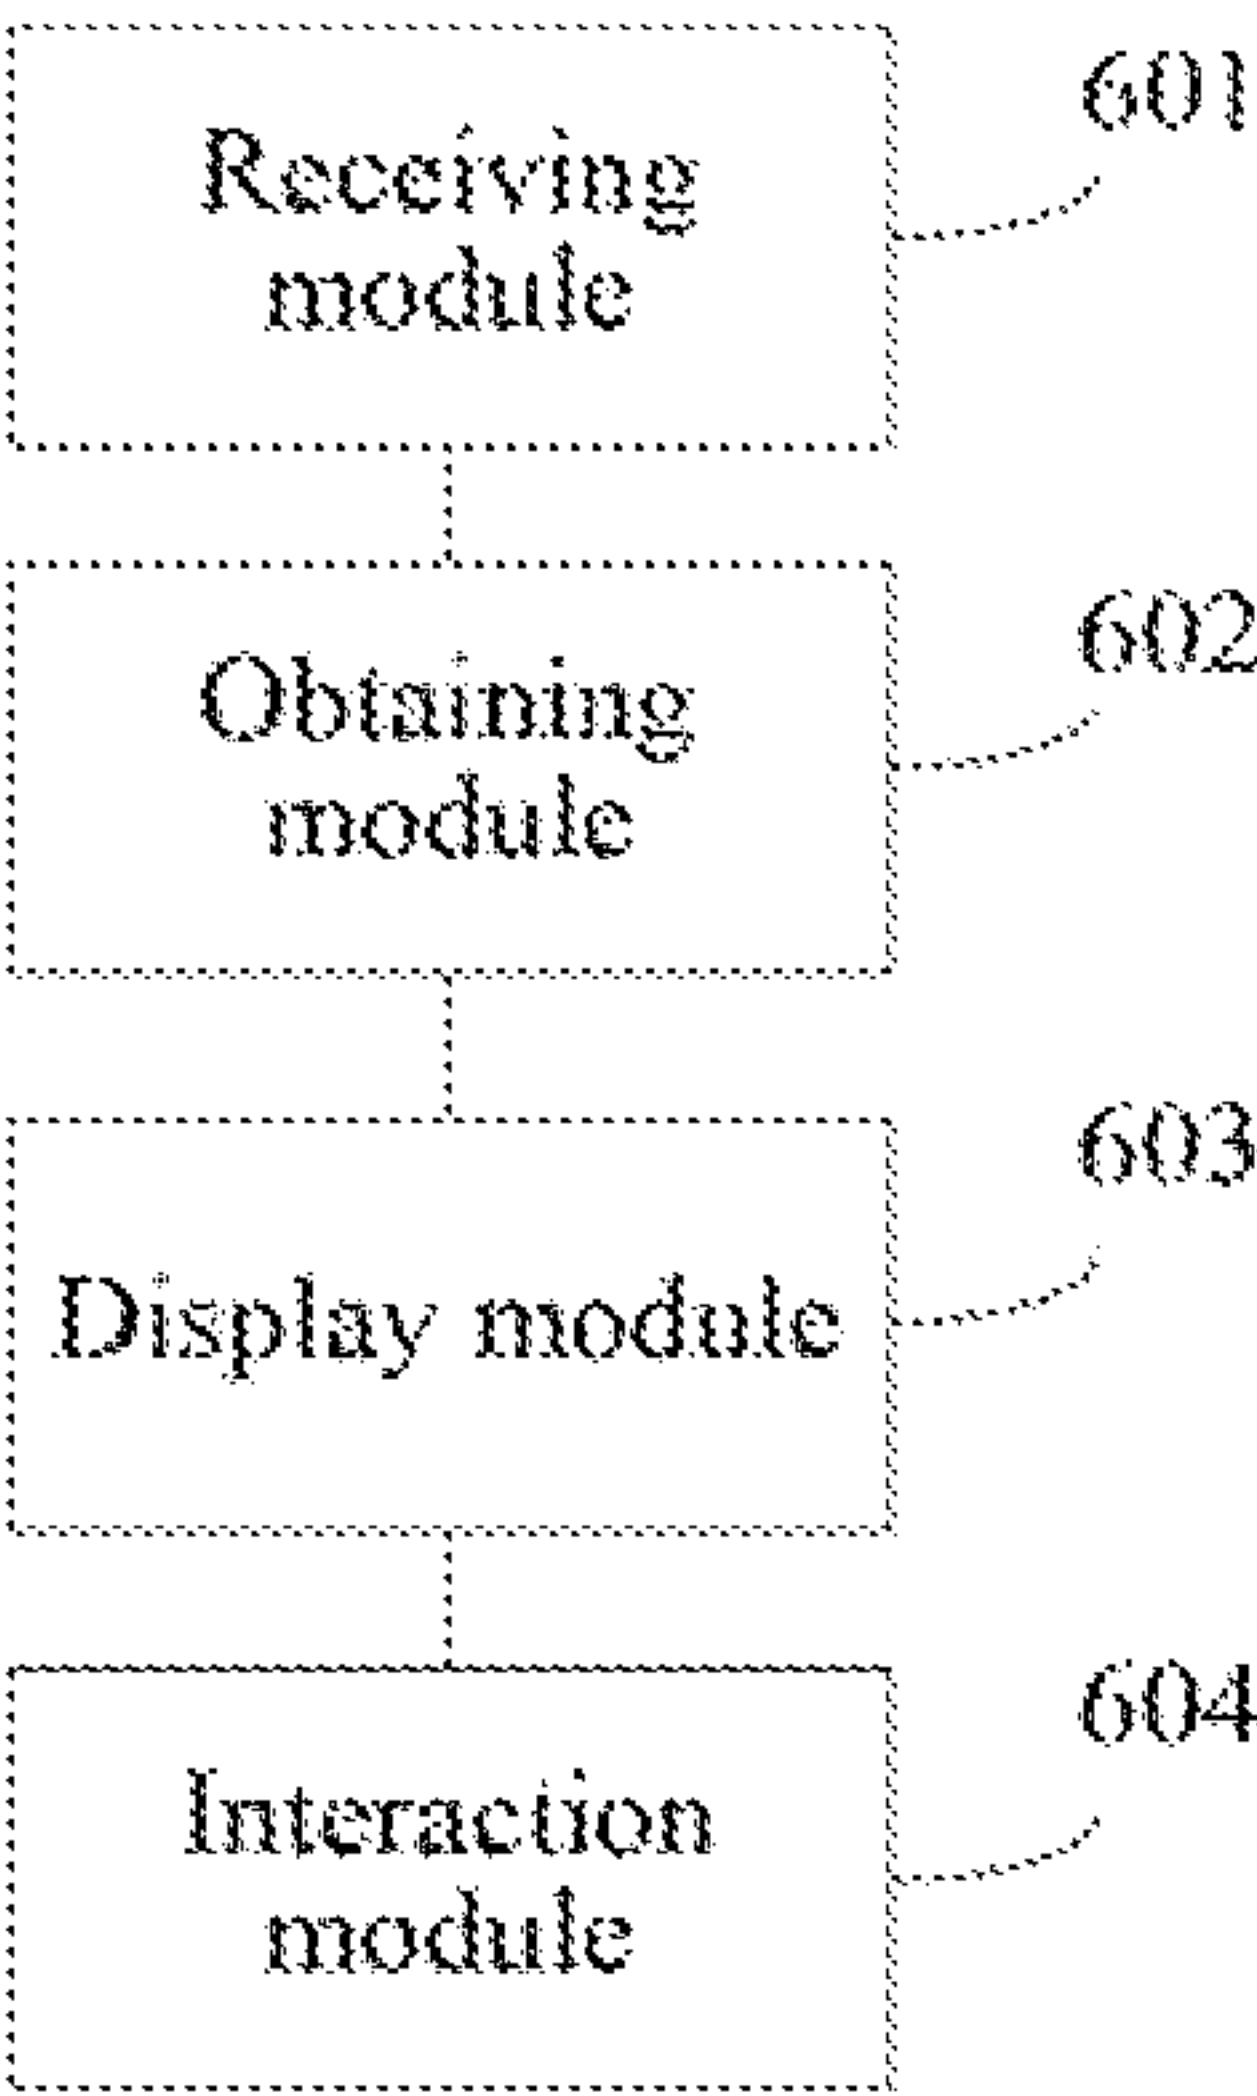 Receiving
module
601
Obtaining
module
602
Display module
603
Interaction
module
604